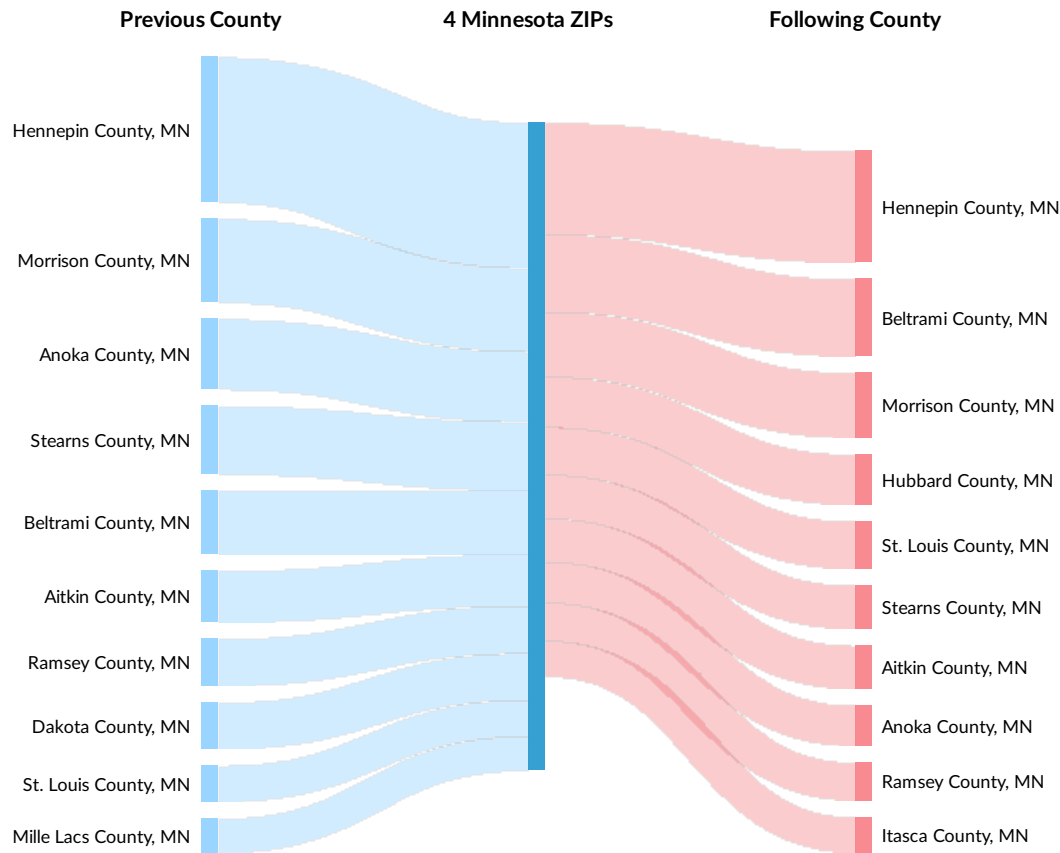 Previous County
4 Minnesota ZIPs
Following County
Hennepin County, MN
Morrison County, MN
Anoka County, MN
Stearns County, MN
Beltrami County, MN
Aitkin County, MN
Ramsey County, MN
Dakota County, MN
St. Louis County, MN
Mille Lacs County, MN
Hennepin County, MN
Beltrami County, MN
Morrison County, MN
Hubbard County, MN
St. Louis County, MN
Stearns County, MN
Aitkin County, MN
Anoka County, MN
Ramsey County, MN
Itasca County, MN